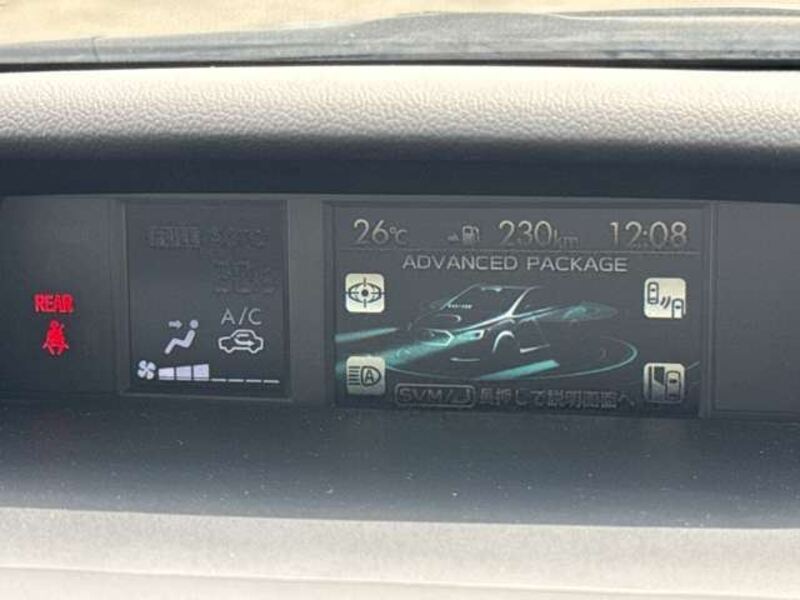 26℃ 230km 12:08
ADVANCED PACKAGE
REAR
A/C
A
SVM/J 長押しで説明画面へ